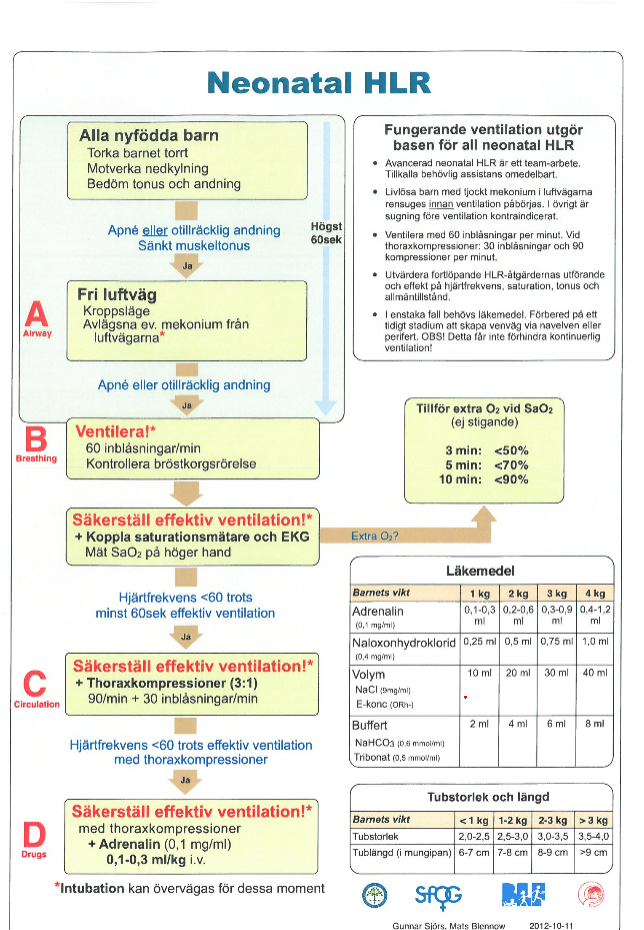 Neonatal HLR
Alla nyfödda barn
Torka barnet torrt
Motverka nedkylning
Bedöm tonus och andning
Apné eller otillräcklig andning
Sänkt muskeltonus
Högst
60sek
Ja
A
Airway
Fri luftväg
Kroppsläge
Avlägsna ev. mekonium från
luftvägarna*
Apné eller otillräcklig andning
Ja
B
Breathing
Ventilera!*
60 inblåsningar/min
Kontrollera bröstkorgsrörelse
Säkerställ effektiv ventilation!*
+ Koppla saturationsmätare och EKG
Mät SaO2 på höger hand
Extra O2?
Hjärtfrekvens <60 trots
minst 60sek effektiv ventilation
Ja
C
Circulation
Säkerställ effektiv ventilation!*
+ Thoraxkompressioner (3:1)
90/min + 30 inblåsningar/min
Hjärtfrekvens <60 trots effektiv ventilation
med thoraxkompressioner
Ja
D
Drugs
Säkerställ effektiv ventilation!*
med thoraxkompressioner
+ Adrenalin (0,1 mg/ml)
0,1-0,3 ml/kg i.v.
*Intubation kan övervägas för dessa moment
Fungerande ventilation utgör
basen för all neonatal HLR
• Avancerad neonatal HLR är ett team-arbete.
Tillkalla behövlig assistans omedelbart.
• Livlösa barn med tjockt mekonium i luftvägarna
rensuges innan ventilation påbörjas. I övrigt är
sugning före ventilation kontraindicerat.
• Ventilera med 60 inblåsningar per minut. Vid
thoraxkompressioner: 30 inblåsningar och 90
kompressioner per minut.
• Utvärdera fortlöpande HLR-åtgärdernas utförande
och effekt på hjärtfrekvens, saturation, tonus och
allmäntillstånd.
• I enstaka fall behövs läkemedel. Förbered på ett
tidigt stadium att skapa venväg via naveln eller
perifert. OBS! Detta får inte förhindra kontinuerlig
ventilation!
Tillför extra O2 vid SaO2
(ej stigande)
3 min: <50%
5 min: <70%
10 min: <90%
Läkemedel
Barnets vikt 1 kg 2 kg 3 kg 4 kg
Adrenalin 0,1-0,3 0,2-0,6 0,3-0,9 0,4-1,2
(0,1 mg/ml) ml ml ml ml
Naloxonhydroklorid 0,25 ml 0,5 ml 0,75 ml 1,0 ml
(0,4 mg/ml)
Volym 10 ml 20 ml 30 ml 40 ml
NaCl (9mg/ml)
E-konc (ORh-)
Buffert 2 ml 4 ml 6 ml 8 ml
NaHCO3 (0,6 mmol/ml)
Tribonat (0,5 mmol/ml)
Tubstorlek och längd
Barnets vikt < 1 kg 1-2 kg 2-3 kg > 3 kg
Tubstorlek 2,0-2,5 2,5-3,0 3,0-3,5 3,5-4,0
Tublängd (i mungipan) 6-7 cm 7-8 cm 8-9 cm >9 cm
SFOG
Gunnar Sjörs, Mats Blennow 2012-10-11